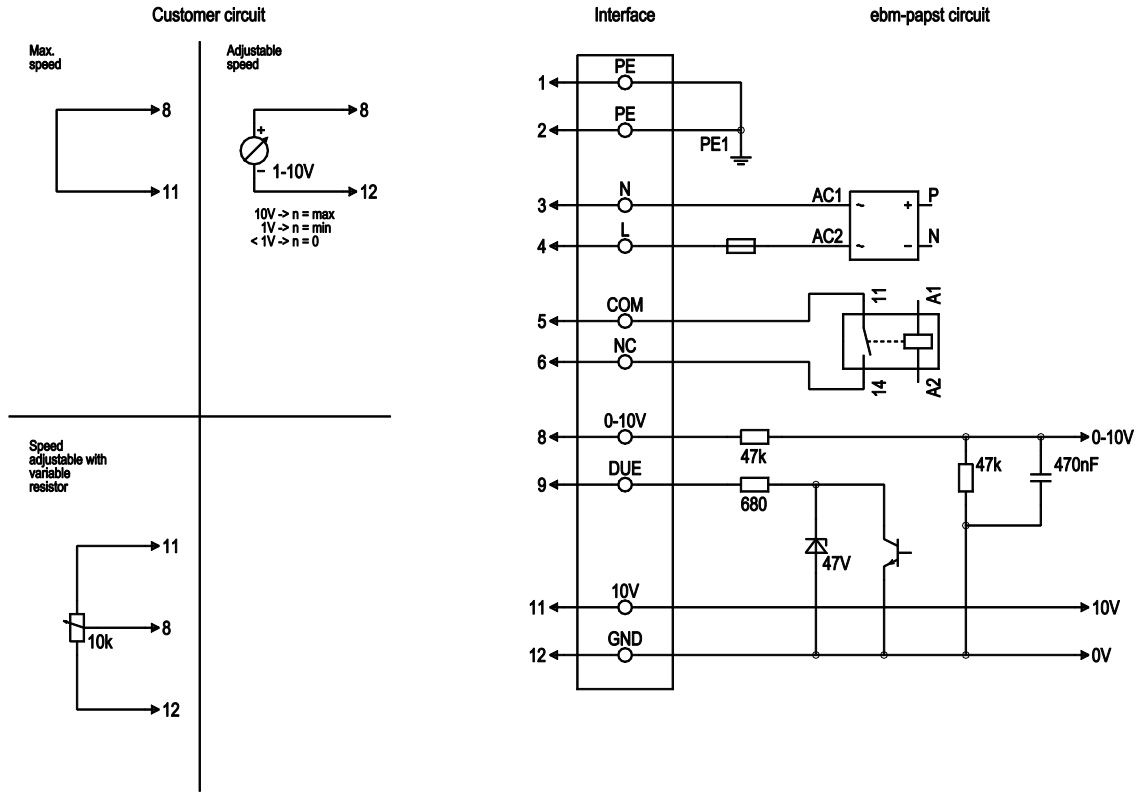 Customer circuit
Interface
ebm-papst circuit
Max.
speed
8
11
Adjustable
speed
8
+
−
1-10V
12
10V -> n = max
1V -> n = min
< 1V -> n = 0
Speed
adjustable with
variable
resistor
11
8
10k
12
1
PE
2
PE
PE1
3
N
AC1
~
+
P
4
L
AC2
~
−
N
5
COM
11
A1
6
NC
14
A2
8
0-10V
47k
0-10V
47k
470nF
9
DUE
680
47V
11
10V
10V
12
GND
0V